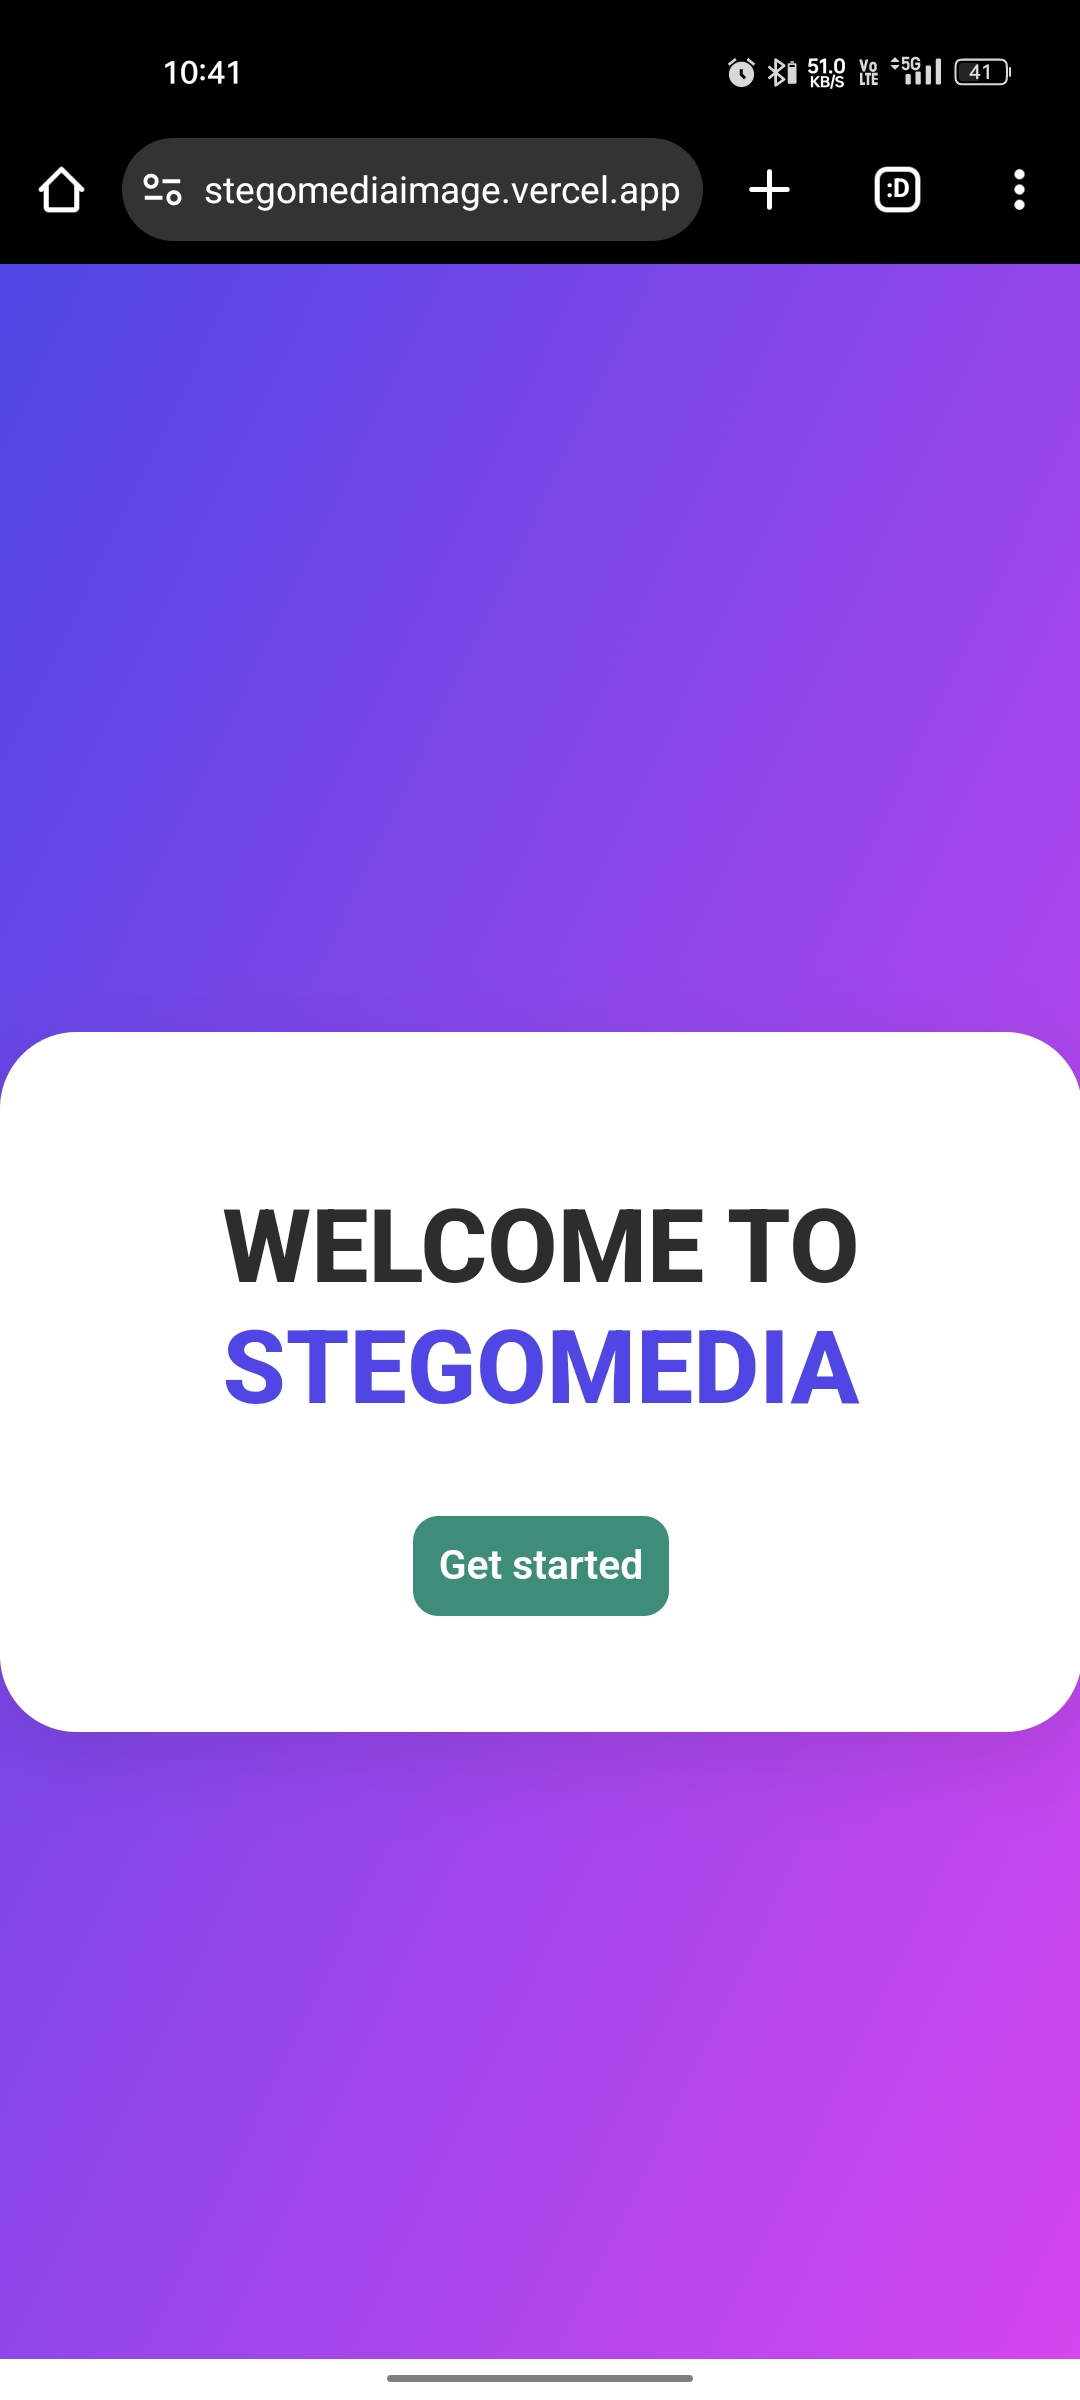 10:41
51.0
KB/S
Vo
LTE
5G
41
stegomediaimage.vercel.app
:D
WELCOME TO
STEGOMEDIA
Get started